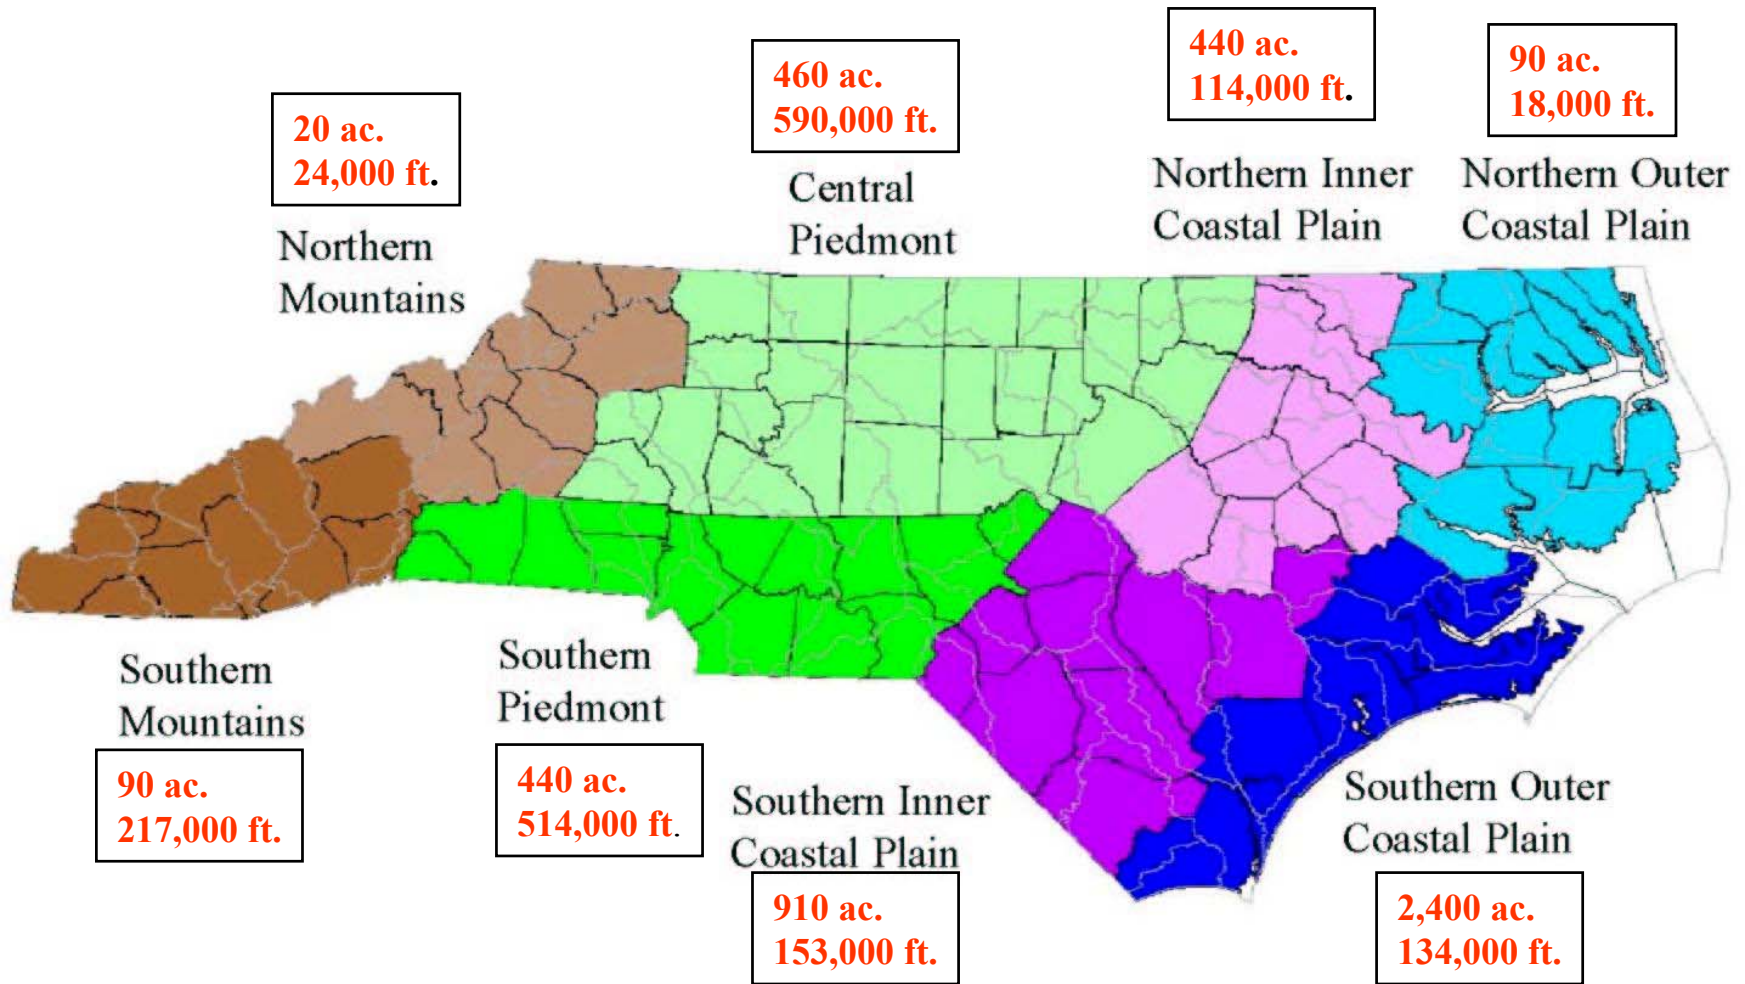 440 ac.
114,000 ft.
90 ac.
18,000 ft.
460 ac.
590,000 ft.
20 ac.
24,000 ft.
Northern Inner
Coastal Plain
Northern Outer
Coastal Plain
Central
Piedmont
Northern
Mountains
Southern
Mountains
90 ac.
217,000 ft.
Southern
Piedmont
440 ac.
514,000 ft.
Southern Inner
Coastal Plain
910 ac.
153,000 ft.
Southern Outer
Coastal Plain
2,400 ac.
134,000 ft.